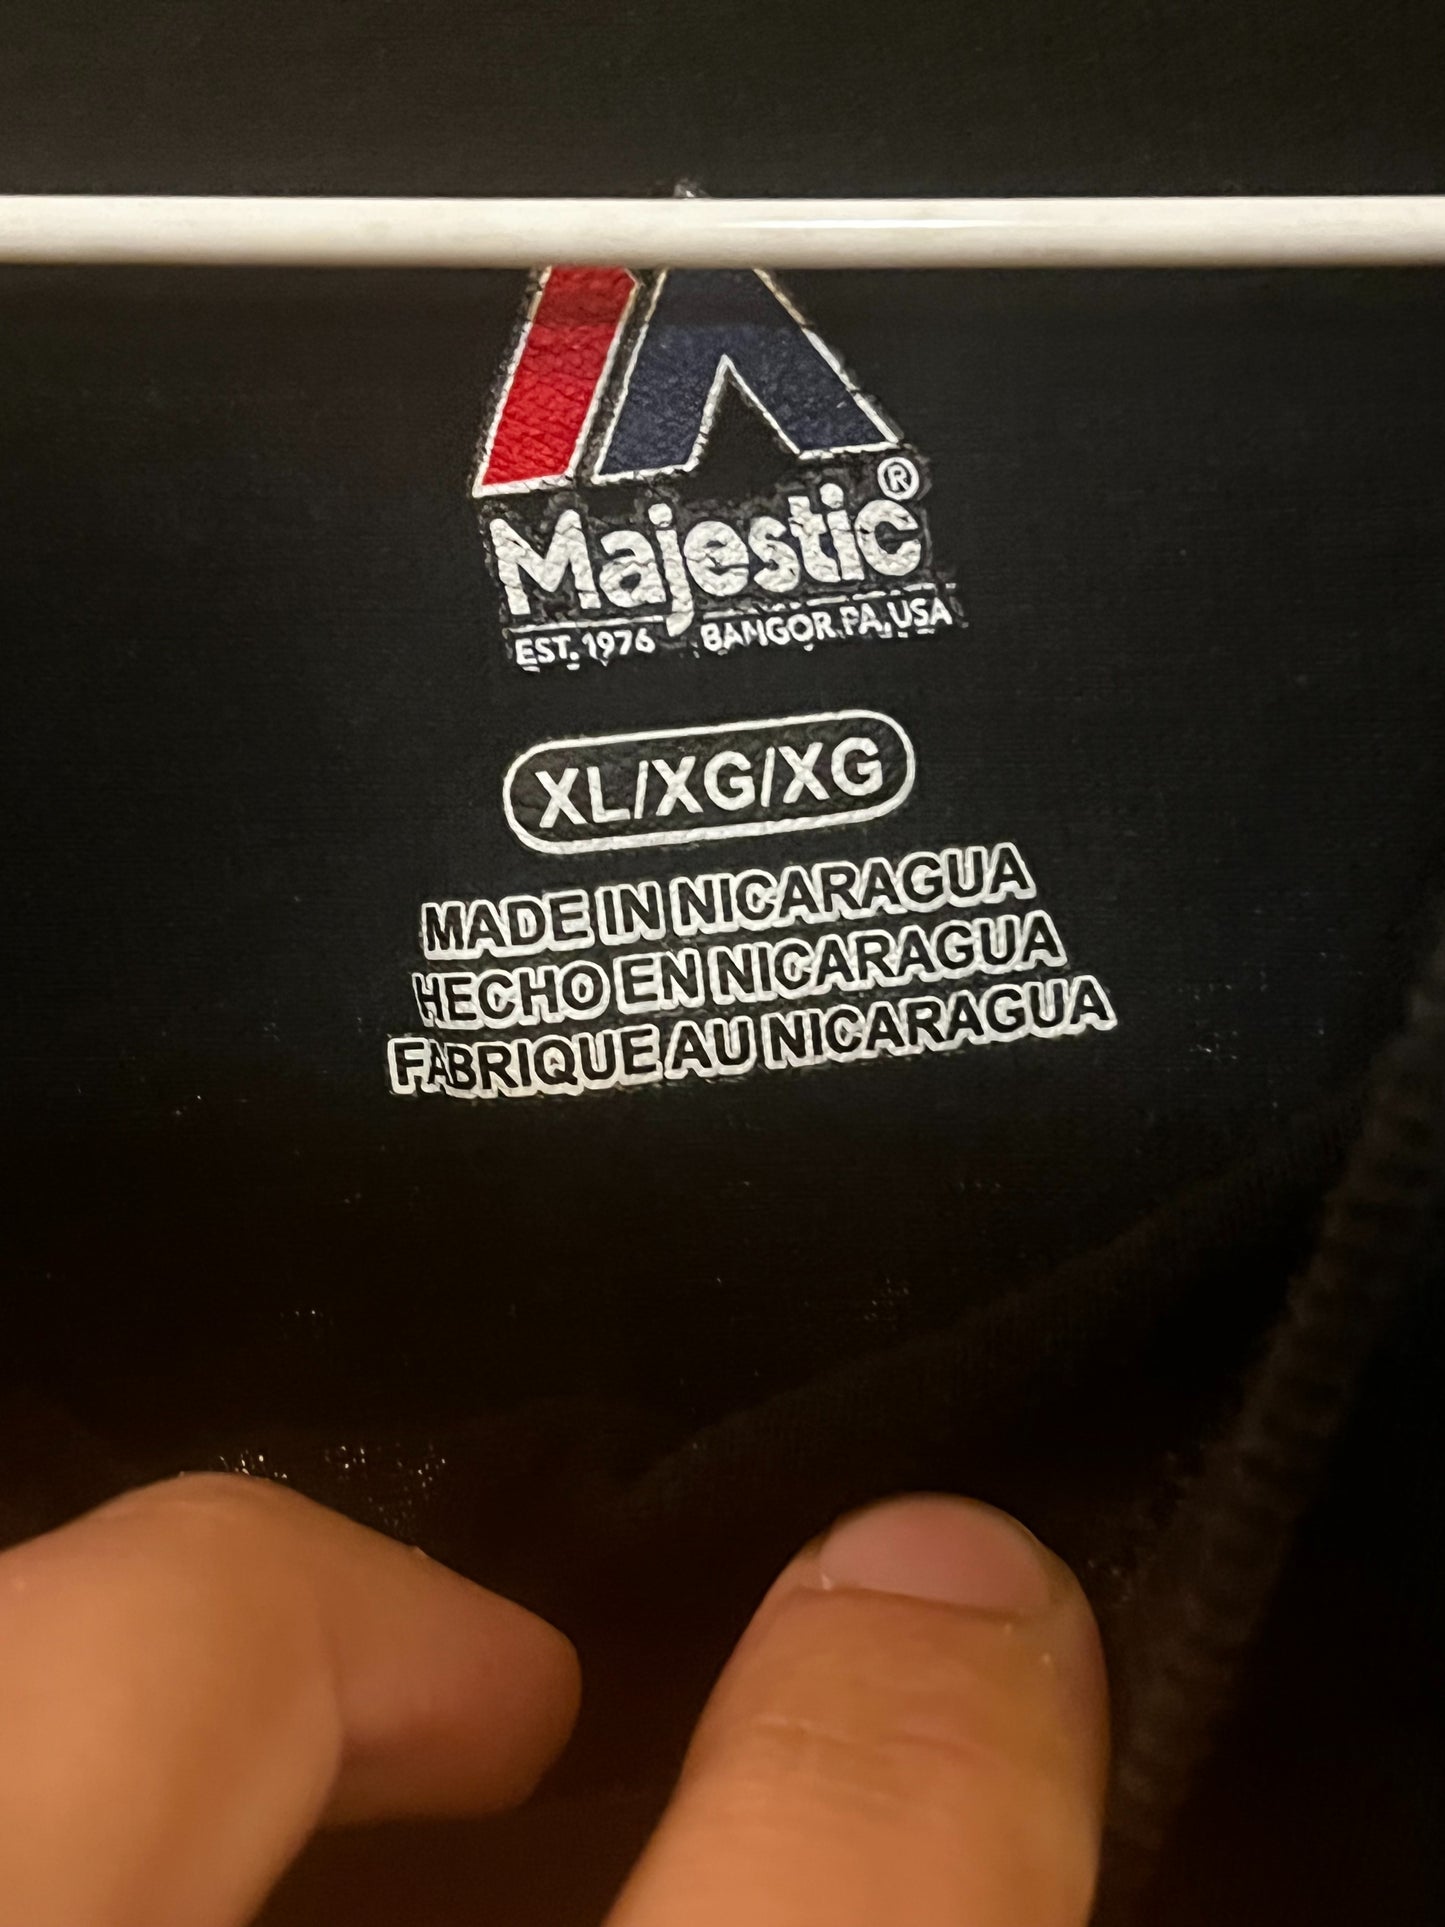 Majestic®
EST. 1976 BANGOR, PA, USA
XL/XG/XG
MADE IN NICARAGUA
HECHO EN NICARAGUA
FABRIQUE AU NICARAGUA